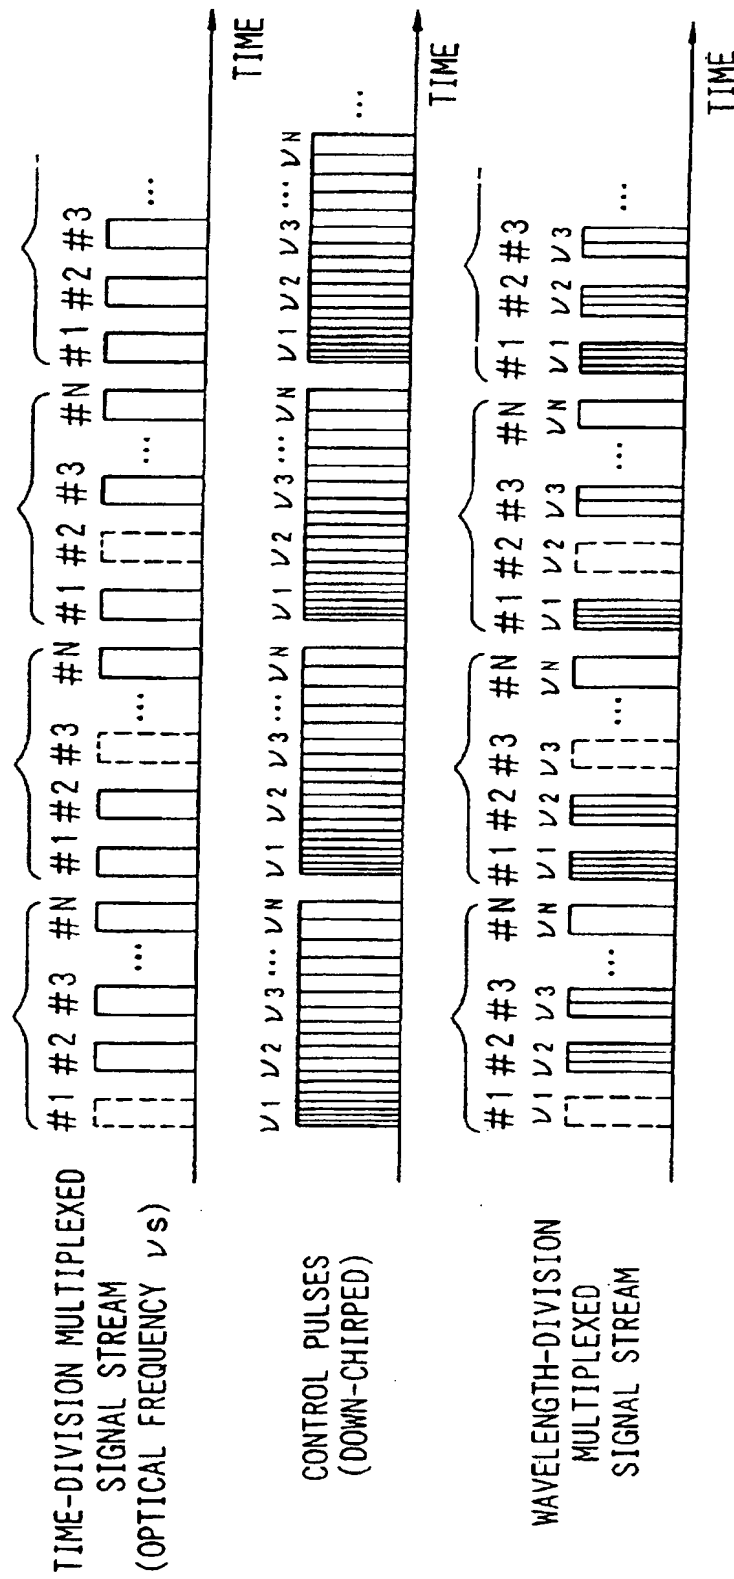 #1 #2 #3 #N #1 #2 #3 #N #1 #2 #3 #N #1 #2 #3
... ... ... ...
TIME-DIVISION MULTIPLEXED
SIGNAL STREAM
(OPTICAL FREQUENCY νs)
TIME
ν1 ν2 ν3 ... νN ν1 ν2 ν3 ... νN ν1 ν2 ν3 ... νN ν1 ν2 ν3 ... νN ...
CONTROL PULSES
(DOWN-CHIRPED)
TIME
#1 #2 #3 #N #1 #2 #3 #N #1 #2 #3 #N #1 #2 #3
ν1 ν2 ν3 νN ν1 ν2 ν3 νN ν1 ν2 ν3 νN ν1 ν2 ν3
... ... ... ...
WAVELENGTH-DIVISION
MULTIPLEXED
SIGNAL STREAM
TIME